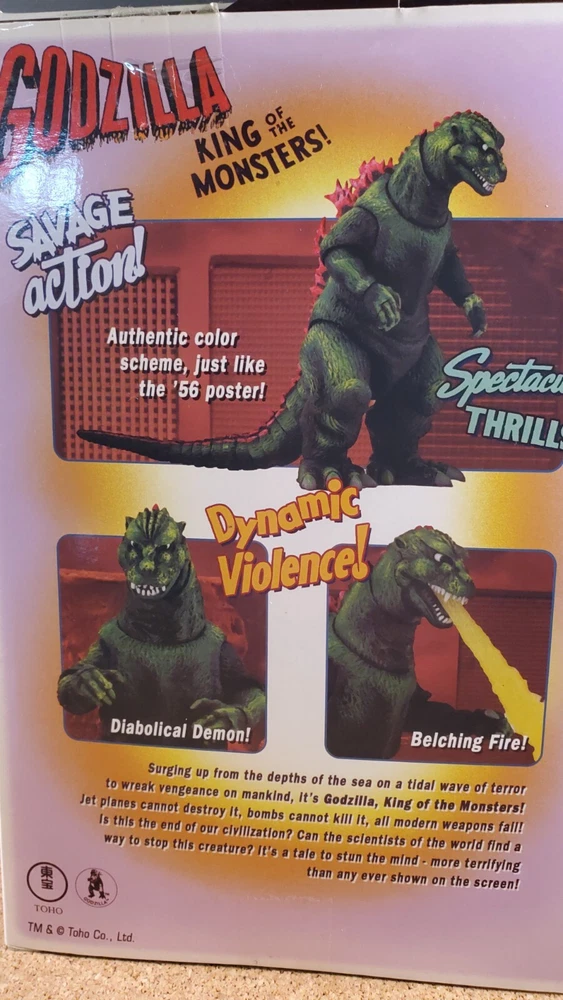 GODZILLA
KING OF THE
MONSTERS!
SAVAGE
action!
Authentic color
scheme, just like
the '56 poster!
THRILLS
Dynamic
Violence!
Diabolical Demon!
Belching Fire!
Surging up from the depths of the sea on a tidal wave of terror
to wreak vengeance on mankind, it's Godzilla, King of the Monsters!
Jet planes cannot destroy it, bombs cannot kill it, all modern weapons fail!
Is this the end of our civilization? Can the scientists of the world find a
way to stop this creature? It's a tale to stun the mind - more terrifying
than any ever shown on the screen!
東
宝
TOHO
GODZILLA
TM & © Toho Co., Ltd.